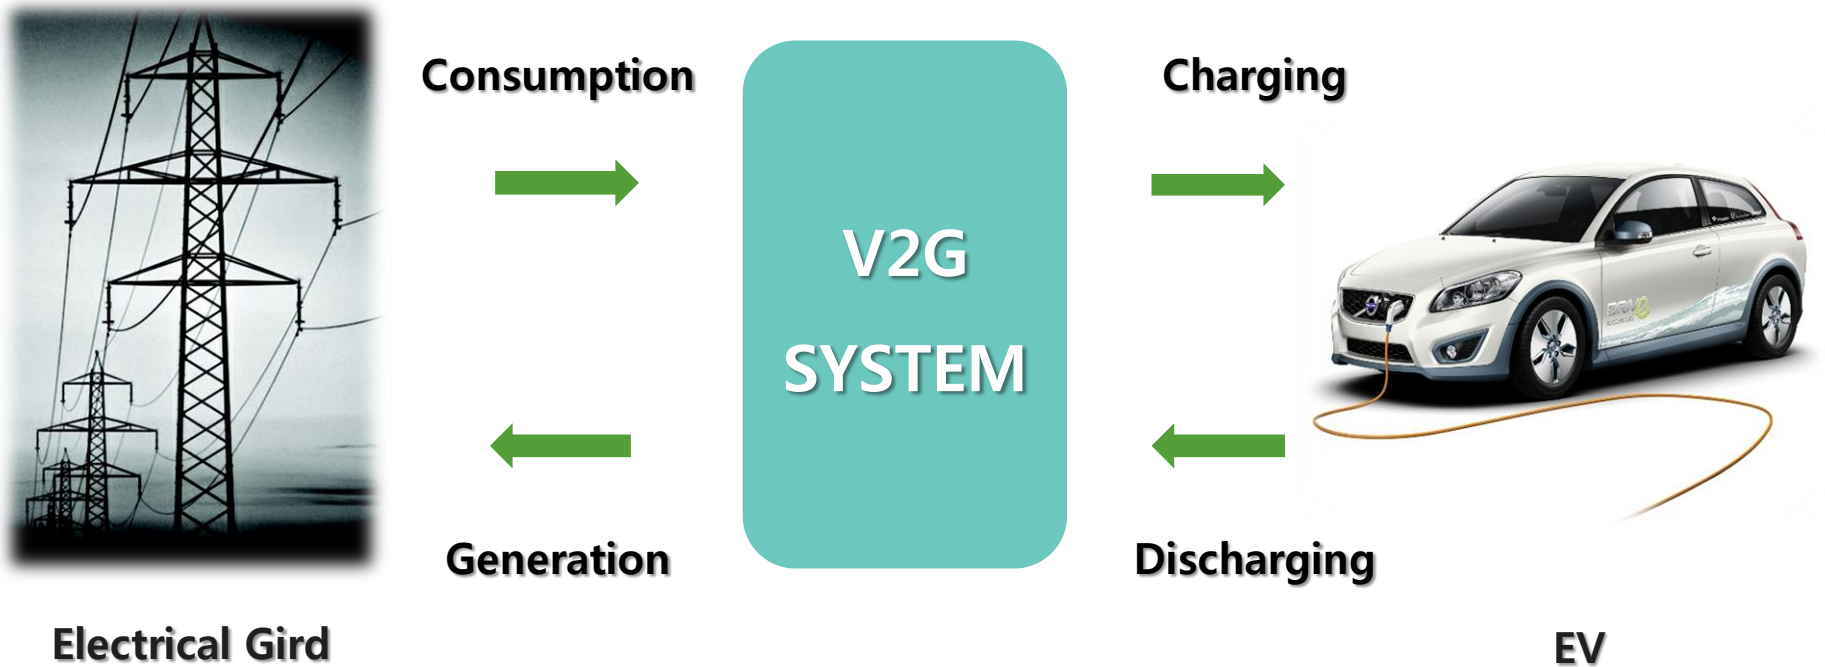 Consumption
Charging
V2G
SYSTEM
Generation
Discharging
Electrical Gird
EV